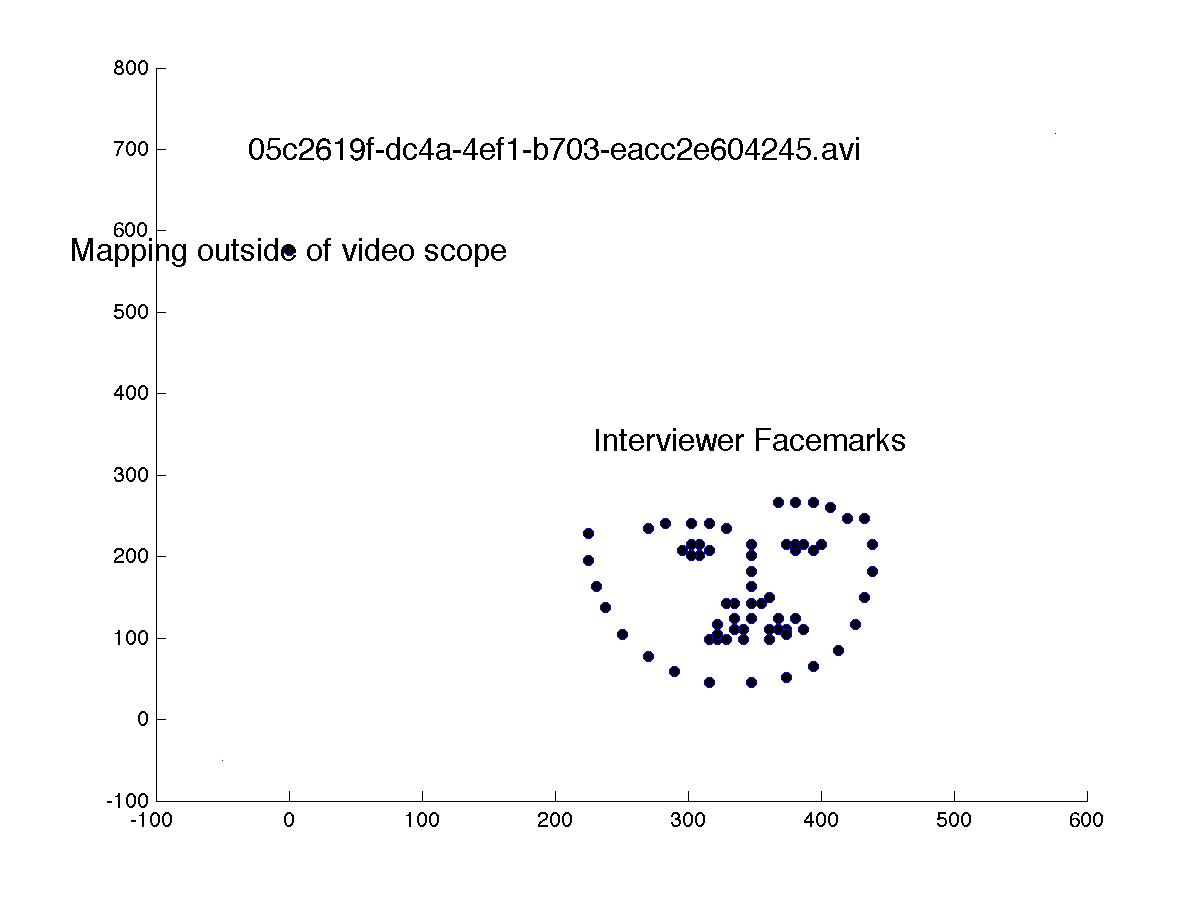 800
700
05c2619f-dc4a-4ef1-b703-eacc2e604245.avi
600
Mapping outside of video scope
500
400
Interviewer Facemarks
300
200
100
0
-100
-100 0 100 200 300 400 500 600